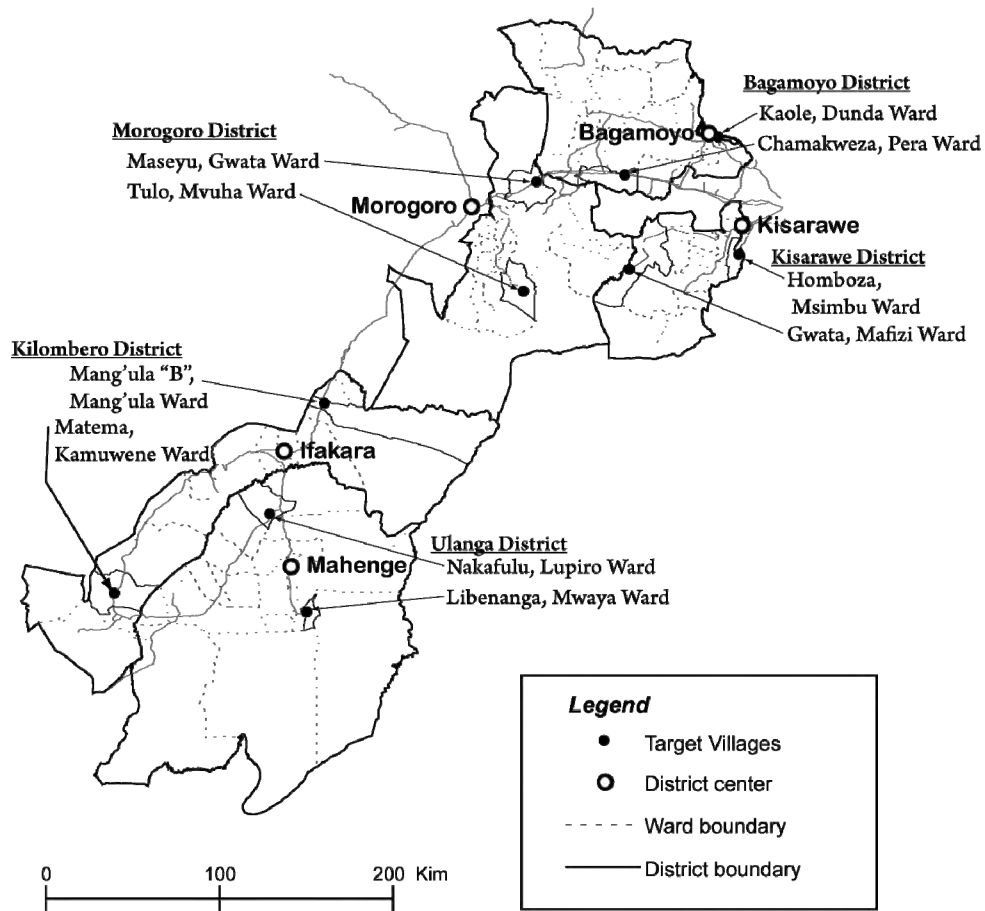 Bagamoyo District
Kaole, Dunda Ward
Bagamoyo
Chamakweza, Pera Ward
Morogoro District
Maseyu, Gwata Ward
Tulo, Mvuha Ward
Morogoro
Kisarawe
Kisarawe District
Homboza,
Msimbu Ward
Gwata, Mafizi Ward
Kilombero District
Mang'ula “B”,
Mang'ula Ward
Matema,
Kamuwene Ward
Ifakara
Ulanga District
Nakafulu, Lupiro Ward
Mahenge
Libenanga, Mwaya Ward
Legend
Target Villages
District center
Ward boundary
District boundary
0 100 200 Km